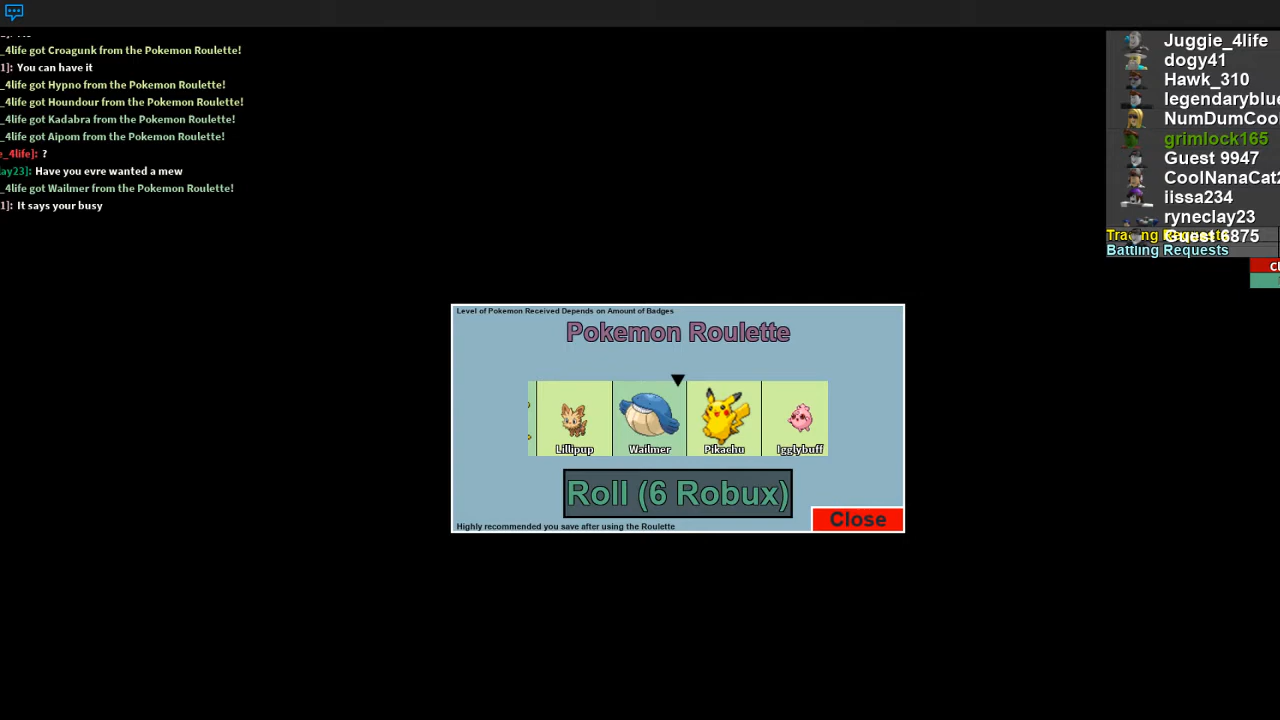 _4life got Croagunk from the Pokemon Roulette!
1]: You can have it
_4life got Hypno from the Pokemon Roulette!
_4life got Houndour from the Pokemon Roulette!
_4life got Kadabra from the Pokemon Roulette!
_4life got Aipom from the Pokemon Roulette!
e_4life]: ?
lay23]: Have you evre wanted a mew
_4life got Wailmer from the Pokemon Roulette!
1]: It says your busy
Juggie_4life
dogy41
Hawk_310
legendaryblue
NumDumCoo
grimlock165
Guest 9947
CoolNanaCat2
iissa234
ryneclay23
Guest 6875
Trading Requests
Battling Requests
Cl
Level of Pokemon Received Depends on Amount of Badges
Pokemon Roulette
Lillipup
Wailmer
Pikachu
Igglybuff
Roll (6 Robux)
Close
Highly recommended you save after using the Roulette